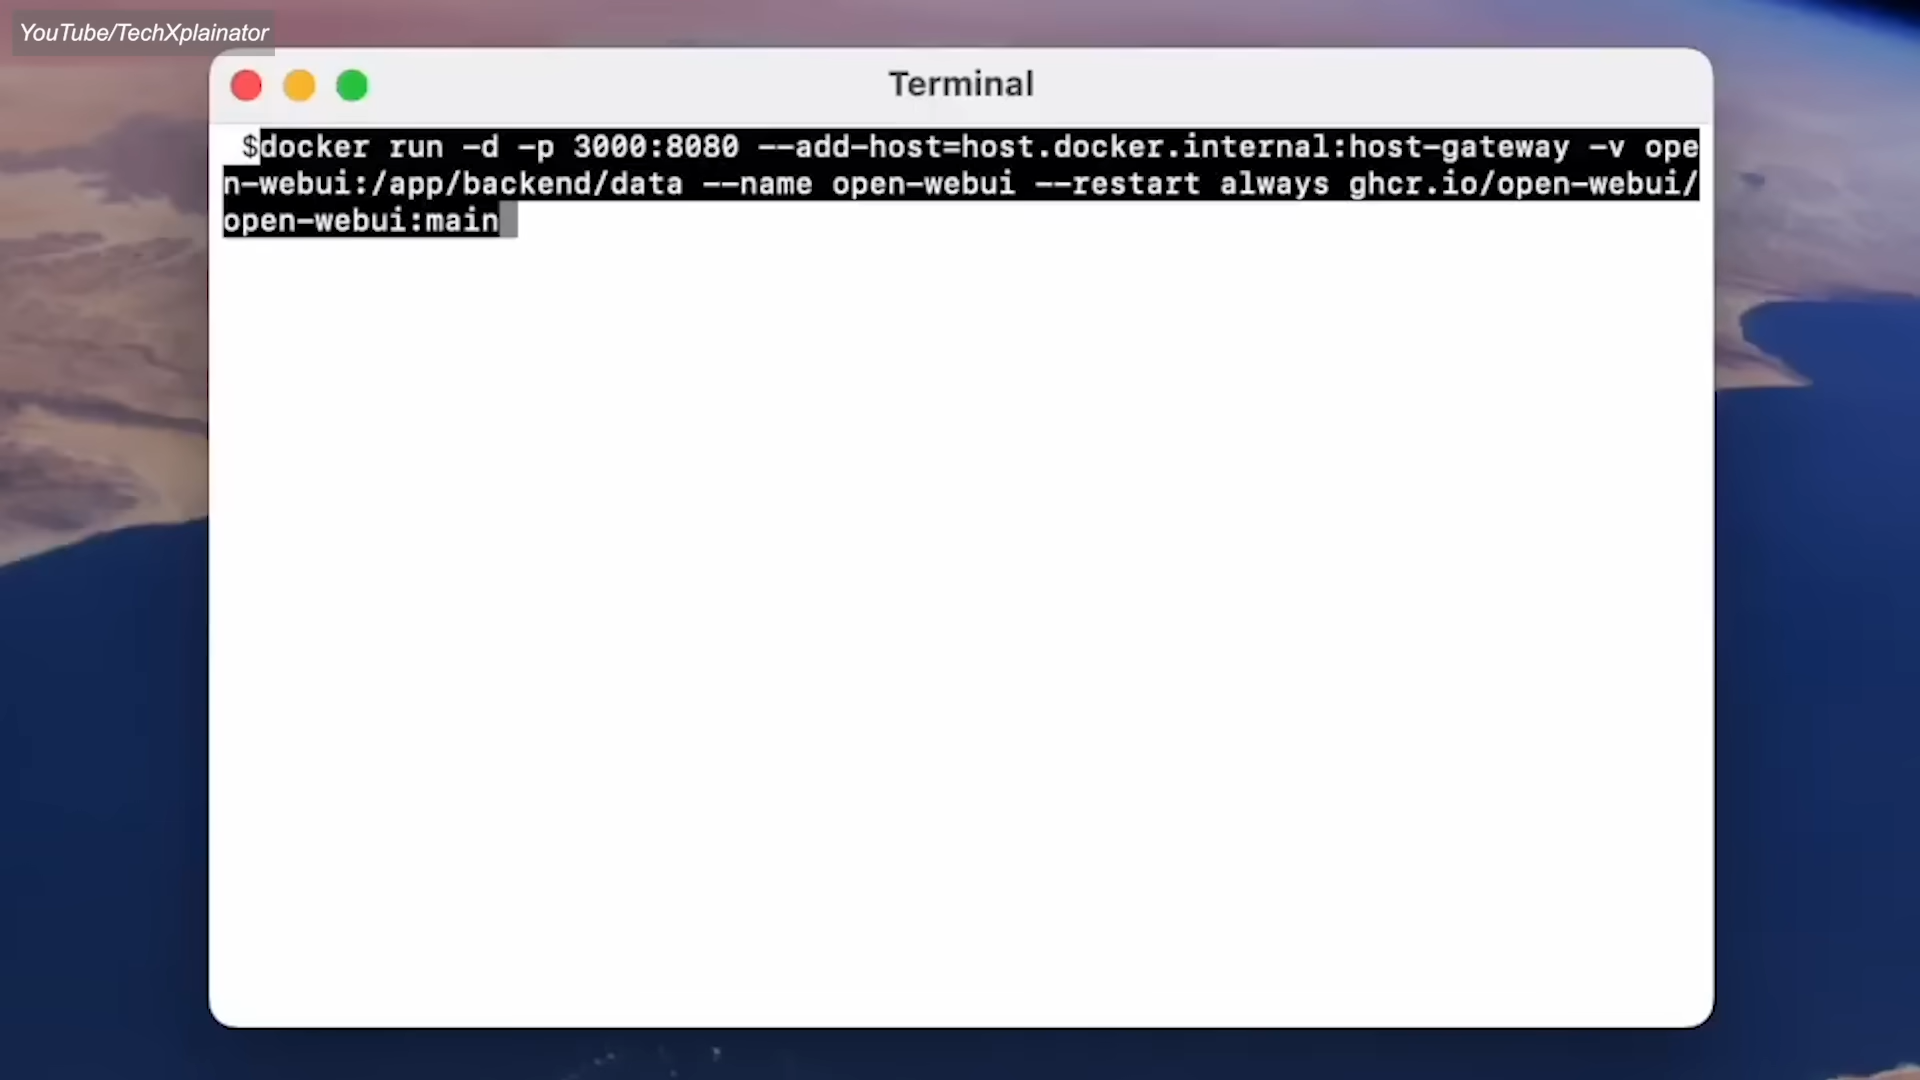 YouTube/TechXplainator
Terminal
$docker run -d -p 3000:8080 --add-host=host.docker.internal:host-gateway -v ope
n-webui:/app/backend/data --name open-webui --restart always ghcr.io/open-webui/
open-webui:main